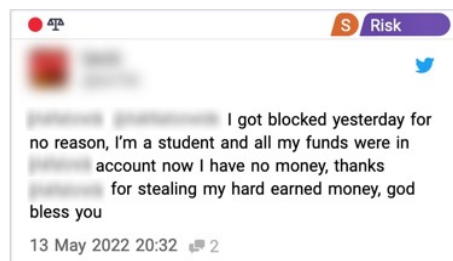 S Risk
I got blocked yesterday for
no reason, I'm a student and all my funds were in
account now I have no money, thanks
for stealing my hard earned money, god
bless you
13 May 2022 20:32 2